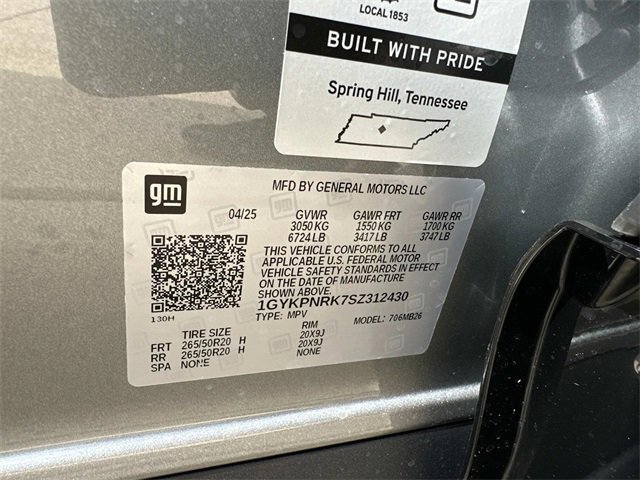 LOCAL 1853
BUILT WITH PRIDE
Spring Hill, Tennessee
gm
MFD BY GENERAL MOTORS LLC
04/25 GVWR GAWR FRT GAWR RR
3050 KG 1550 KG 1700 KG
6724 LB 3417 LB 3747 LB
THIS VEHICLE CONFORMS TO ALL
APPLICABLE U.S. FEDERAL MOTOR
VEHICLE SAFETY STANDARDS IN EFFECT
ON THE DATE OF MANUFACTURE
SHOWN ABOVE.
1GYKPNRK7SZ312430
130H
TYPE: MPV MODEL: 706MB26
TIRE SIZE RIM
FRT 265/50R20 H 20X9J
RR 265/50R20 H 20X9J
SPA NONE NONE